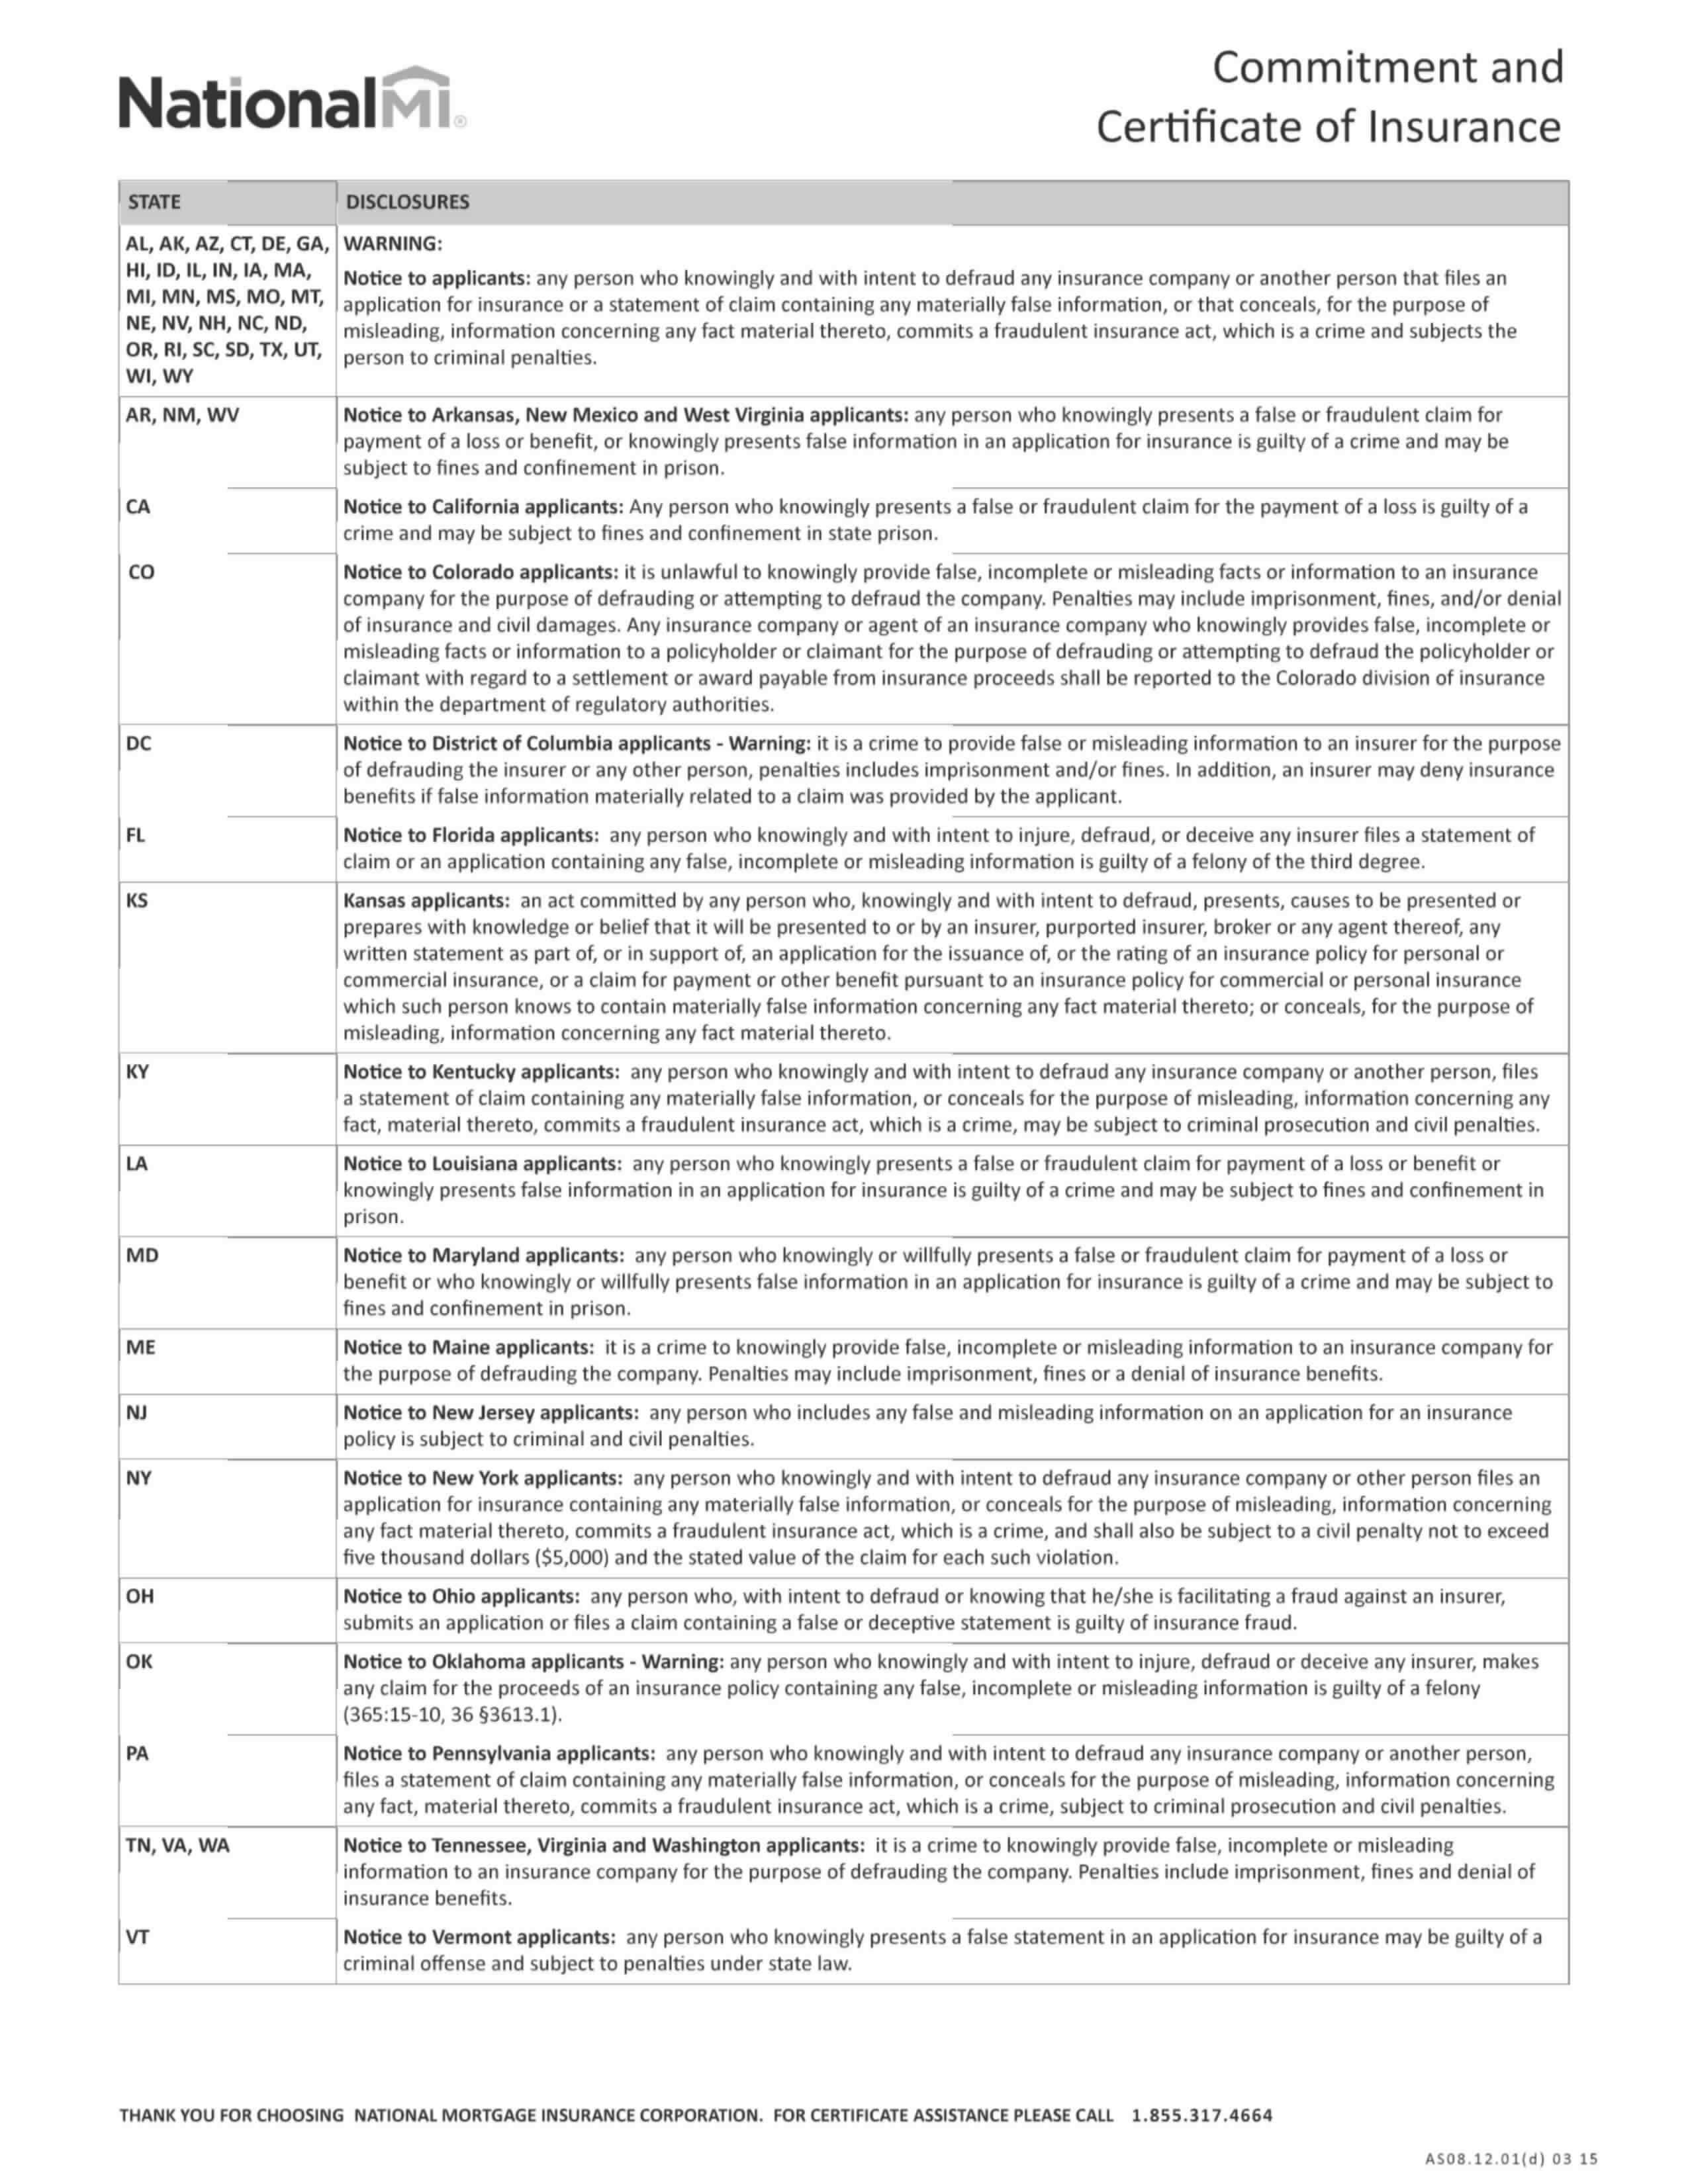 NationalMI®
Commitment and
Certificate of Insurance
STATE
DISCLOSURES
AL, AK, AZ, CT, DE, GA,
HI, ID, IL, IN, IA, MA,
MI, MN, MS, MO, MT,
NE, NV, NH, NC, ND,
OR, RI, SC, SD, TX, UT,
WI, WY
WARNING:
Notice to applicants: any person who knowingly and with intent to defraud any insurance company or another person that files an
application for insurance or a statement of claim containing any materially false information, or that conceals, for the purpose of
misleading, information concerning any fact material thereto, commits a fraudulent insurance act, which is a crime and subjects the
person to criminal penalties.
AR, NM, WV
Notice to Arkansas, New Mexico and West Virginia applicants: any person who knowingly presents a false or fraudulent claim for
payment of a loss or benefit, or knowingly presents false information in an application for insurance is guilty of a crime and may be
subject to fines and confinement in prison.
CA
Notice to California applicants: Any person who knowingly presents a false or fraudulent claim for the payment of a loss is guilty of a
crime and may be subject to fines and confinement in state prison.
CO
Notice to Colorado applicants: it is unlawful to knowingly provide false, incomplete or misleading facts or information to an insurance
company for the purpose of defrauding or attempting to defraud the company. Penalties may include imprisonment, fines, and/or denial
of insurance and civil damages. Any insurance company or agent of an insurance company who knowingly provides false, incomplete or
misleading facts or information to a policyholder or claimant for the purpose of defrauding or attempting to defraud the policyholder or
claimant with regard to a settlement or award payable from insurance proceeds shall be reported to the Colorado division of insurance
within the department of regulatory authorities.
DC
Notice to District of Columbia applicants - Warning: it is a crime to provide false or misleading information to an insurer for the purpose
of defrauding the insurer or any other person, penalties includes imprisonment and/or fines. In addition, an insurer may deny insurance
benefits if false information materially related to a claim was provided by the applicant.
FL
Notice to Florida applicants: any person who knowingly and with intent to injure, defraud, or deceive any insurer files a statement of
claim or an application containing any false, incomplete or misleading information is guilty of a felony of the third degree.
KS
Kansas applicants: an act committed by any person who, knowingly and with intent to defraud, presents, causes to be presented or
prepares with knowledge or belief that it will be presented to or by an insurer, purported insurer, broker or any agent thereof, any
written statement as part of, or in support of, an application for the issuance of, or the rating of an insurance policy for personal or
commercial insurance, or a claim for payment or other benefit pursuant to an insurance policy for commercial or personal insurance
which such person knows to contain materially false information concerning any fact material thereto; or conceals, for the purpose of
misleading, information concerning any fact material thereto.
KY
Notice to Kentucky applicants: any person who knowingly and with intent to defraud any insurance company or another person, files
a statement of claim containing any materially false information, or conceals for the purpose of misleading, information concerning any
fact, material thereto, commits a fraudulent insurance act, which is a crime, may be subject to criminal prosecution and civil penalties.
LA
Notice to Louisiana applicants: any person who knowingly presents a false or fraudulent claim for payment of a loss or benefit or
knowingly presents false information in an application for insurance is guilty of a crime and may be subject to fines and confinement in
prison.
MD
Notice to Maryland applicants: any person who knowingly or willfully presents a false or fraudulent claim for payment of a loss or
benefit or who knowingly or willfully presents false information in an application for insurance is guilty of a crime and may be subject to
fines and confinement in prison.
ME
Notice to Maine applicants: it is a crime to knowingly provide false, incomplete or misleading information to an insurance company for
the purpose of defrauding the company. Penalties may include imprisonment, fines or a denial of insurance benefits.
NJ
Notice to New Jersey applicants: any person who includes any false and misleading information on an application for an insurance
policy is subject to criminal and civil penalties.
NY
Notice to New York applicants: any person who knowingly and with intent to defraud any insurance company or other person files an
application for insurance containing any materially false information, or conceals for the purpose of misleading, information concerning
any fact material thereto, commits a fraudulent insurance act, which is a crime, and shall also be subject to a civil penalty not to exceed
five thousand dollars ($5,000) and the stated value of the claim for each such violation.
OH
Notice to Ohio applicants: any person who, with intent to defraud or knowing that he/she is facilitating a fraud against an insurer,
submits an application or files a claim containing a false or deceptive statement is guilty of insurance fraud.
OK
Notice to Oklahoma applicants - Warning: any person who knowingly and with intent to injure, defraud or deceive any insurer, makes
any claim for the proceeds of an insurance policy containing any false, incomplete or misleading information is guilty of a felony
(365:15-10, 36 §3613.1).
PA
Notice to Pennsylvania applicants: any person who knowingly and with intent to defraud any insurance company or another person,
files a statement of claim containing any materially false information, or conceals for the purpose of misleading, information concerning
any fact, material thereto, commits a fraudulent insurance act, which is a crime, subject to criminal prosecution and civil penalties.
TN, VA, WA
Notice to Tennessee, Virginia and Washington applicants: it is a crime to knowingly provide false, incomplete or misleading
information to an insurance company for the purpose of defrauding the company. Penalties include imprisonment, fines and denial of
insurance benefits.
VT
Notice to Vermont applicants: any person who knowingly presents a false statement in an application for insurance may be guilty of a
criminal offense and subject to penalties under state law.
THANK YOU FOR CHOOSING NATIONAL MORTGAGE INSURANCE CORPORATION. FOR CERTIFICATE ASSISTANCE PLEASE CALL 1.855.317.4664
AS08.12.01(d) 03 15